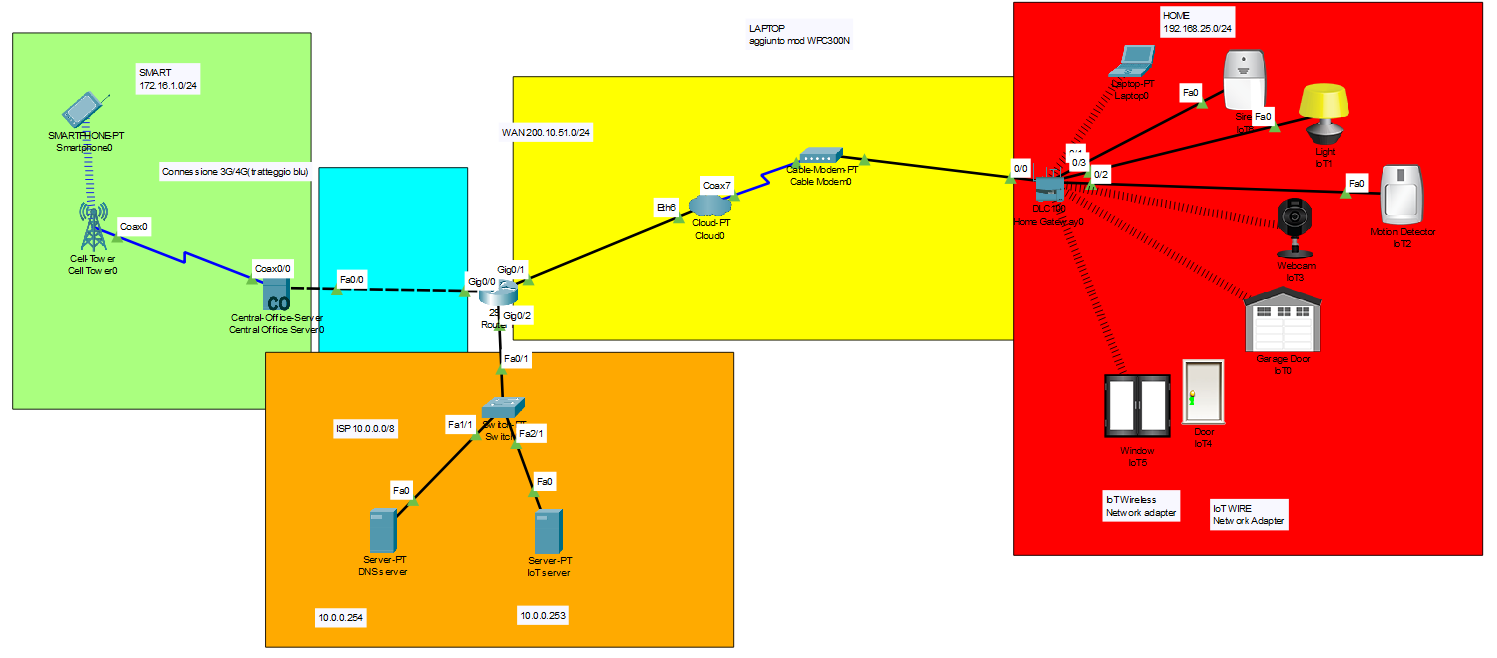 LAPTOP
aggiunto mod WPC300N
HOME
192.168.25.0/24
SMART
172.16.1.0/24
SMARTPHONE-PT
Smartphone0
Connessione 3G/4G(tratteggio blu)
Coax0
Cell-Tower
Cell Tower0
Coax0/0
CO
Central-Office-Server
Central Office Server0
Fa0/0
Gig0/0
Gig0/1
Gig0/2
29
Route
WAN 200.10.51.0/24
Eth6
Coax7
Cloud-PT
Cloud0
Cable-Modem-PT
Cable Modem0
0/0
0/1
0/3
0/2
DLC100
Home Gateway0
Laptop-PT
Laptop0
Fa0
Fa0
Light
IoT1
Fa0
Motion Detector
IoT2
Webcam
IoT3
Garage Door
IoT0
Window
IoT5
Door
IoT4
IoT Wireless
Network adapter
IoT WIRE
Network Adapter
Fa0/1
Switch-PT
Switch
ISP 10.0.0.0/8
Fa1/1
Fa2/1
Fa0
Fa0
Server-PT
DNS server
Server-PT
IoT server
10.0.0.254
10.0.0.253